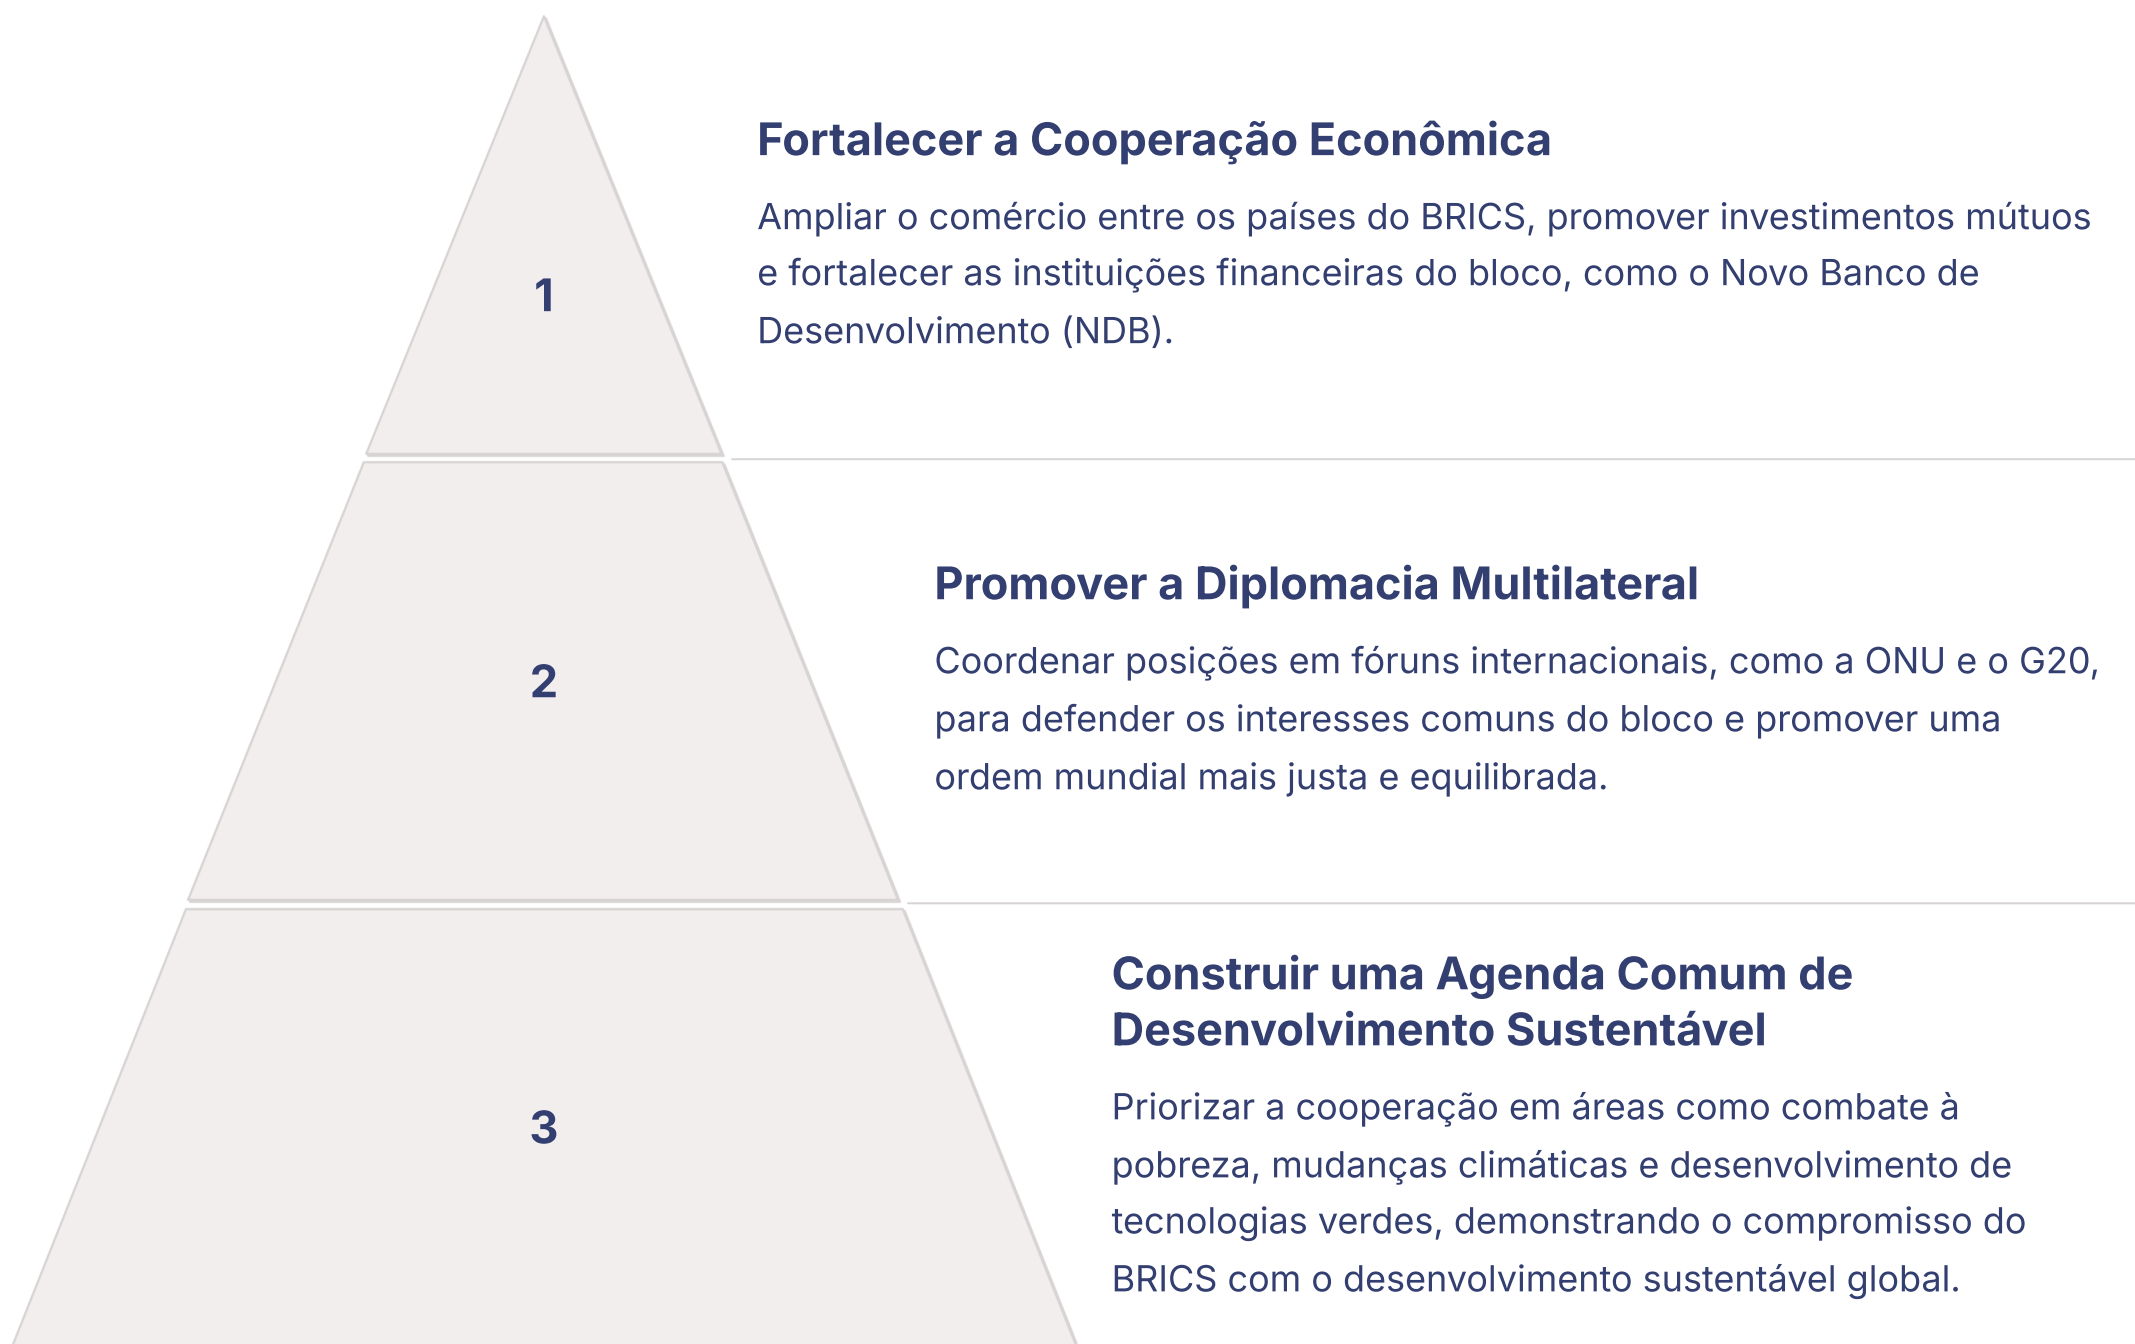 1
Fortalecer a Cooperação Econômica
Ampliar o comércio entre os países do BRICS, promover investimentos mútuos
e fortalecer as instituições financeiras do bloco, como o Novo Banco de
Desenvolvimento (NDB).
2
Promover a Diplomacia Multilateral
Coordenar posições em fóruns internacionais, como a ONU e o G20,
para defender os interesses comuns do bloco e promover uma
ordem mundial mais justa e equilibrada.
3
Construir uma Agenda Comum de
Desenvolvimento Sustentável
Priorizar a cooperação em áreas como combate à
pobreza, mudanças climáticas e desenvolvimento de
tecnologias verdes, demonstrando o compromisso do
BRICS com o desenvolvimento sustentável global.